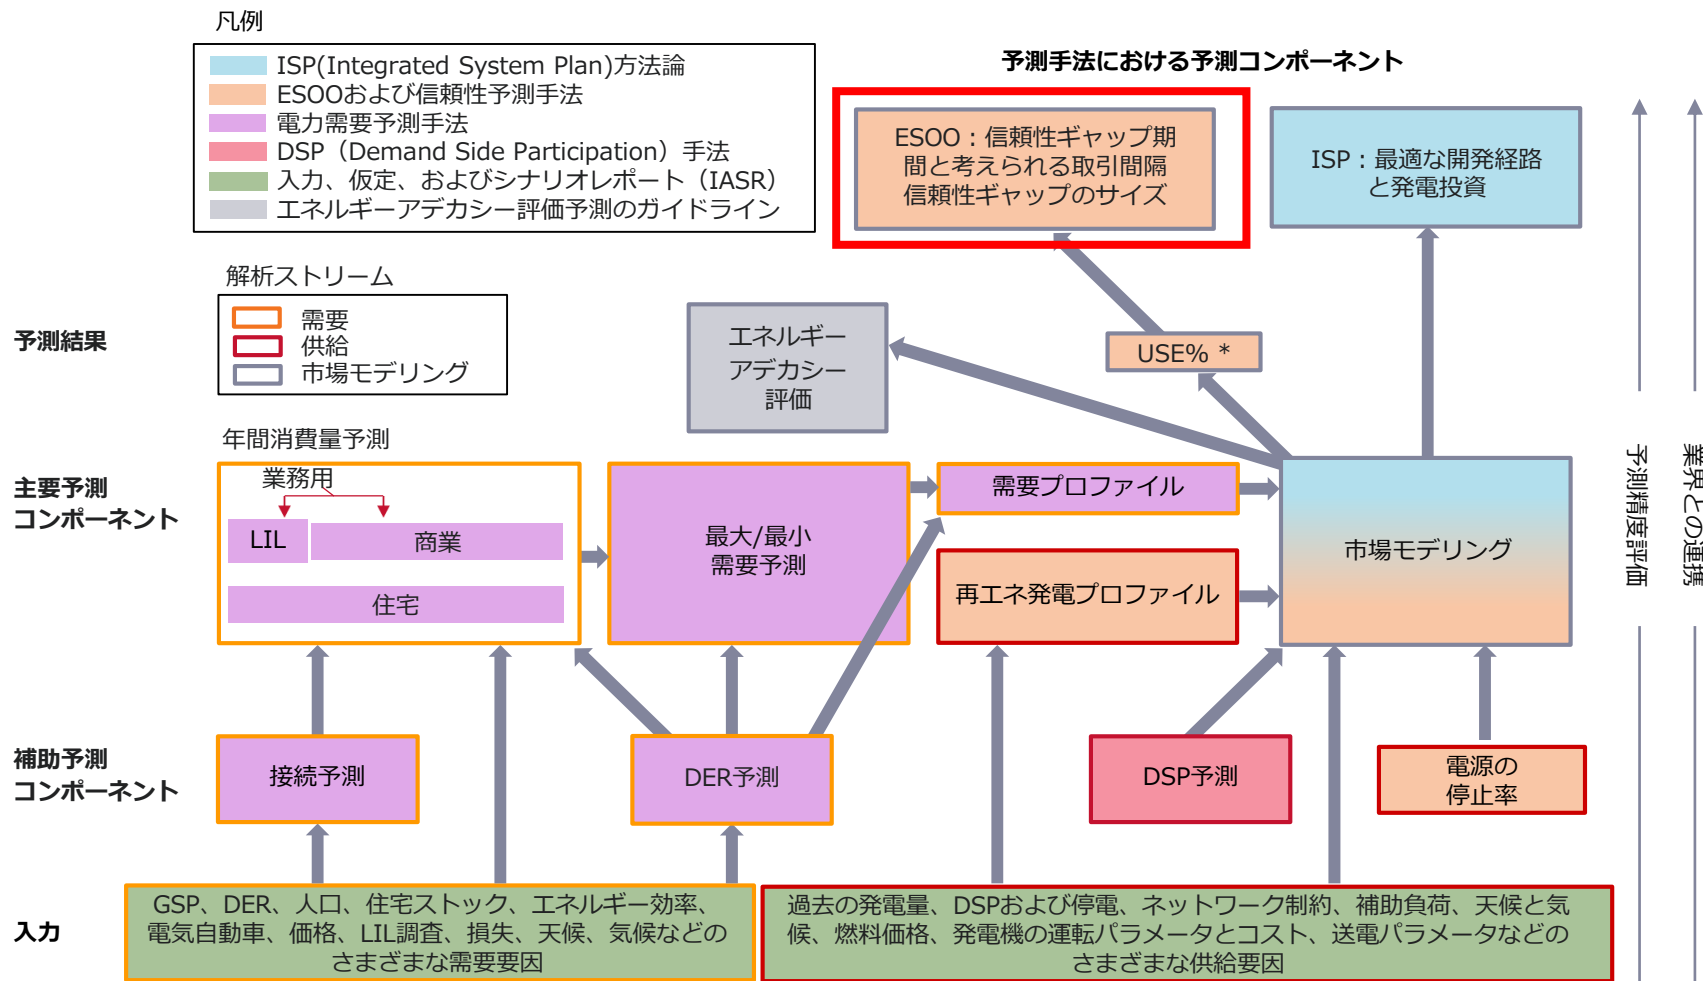 凡例
ISP(Integrated System Plan)方法論
ESOOおよび信頼性予測手法
電力需要予測手法
DSP（Demand Side Participation）手法
入力、仮定、およびシナリオレポート（IASR）
エネルギーアデカシー評価予測のガイドライン
予測手法における予測コンポーネント
ESOO：信頼性ギャップ期
間と考えられる取引間隔
信頼性ギャップのサイズ
ISP：最適な開発経路
と発電投資
解析ストリーム
需要
供給
市場モデリング
予測結果
エネルギー
アデカシー
評価
USE% *
年間消費量予測
主要予測
コンポーネント
業務用
LIL
商業
住宅
最大/最小
需要予測
需要プロファイル
再エネ発電プロファイル
市場モデリング
予測精度評価
業界との連携
補助予測
コンポーネント
接続予測
DER予測
DSP予測
電源の
停止率
入力
GSP、DER、人口、住宅ストック、エネルギー効率、
電気自動車、価格、LIL調査、損失、天候、気候などの
さまざまな需要要因
過去の発電量、DSPおよび停電、ネットワーク制約、補助負荷、天候と気
候、燃料価格、発電機の運転パラメータとコスト、送電パラメータなどの
さまざまな供給要因